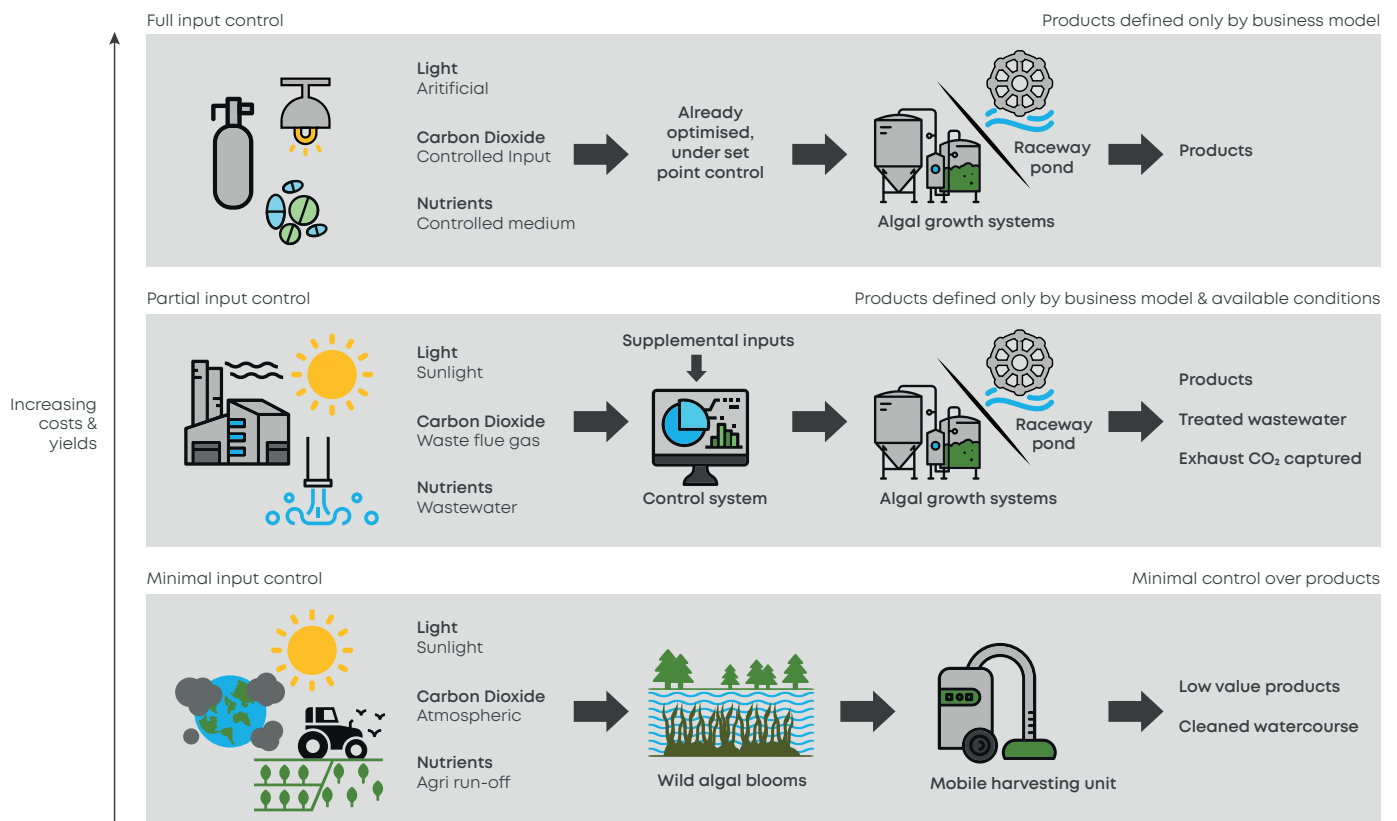 Full input control
Products defined only by business model
Light
Aritificial
Carbon Dioxide
Controlled Input
Nutrients
Controlled medium
Already
optimised,
under set
point control
Raceway
pond
Algal growth systems
Products
Increasing
costs &
yields
Partial input control
Products defined only by business model & available conditions
Light
Sunlight
Carbon Dioxide
Waste flue gas
Nutrients
Wastewater
Supplemental inputs
Control system
Raceway
pond
Algal growth systems
Products
Treated wastewater
Exhaust CO₂ captured
Minimal input control
Minimal control over products
Light
Sunlight
Carbon Dioxide
Atmospheric
Nutrients
Agri run-off
Wild algal blooms
Mobile harvesting unit
Low value products
Cleaned watercourse